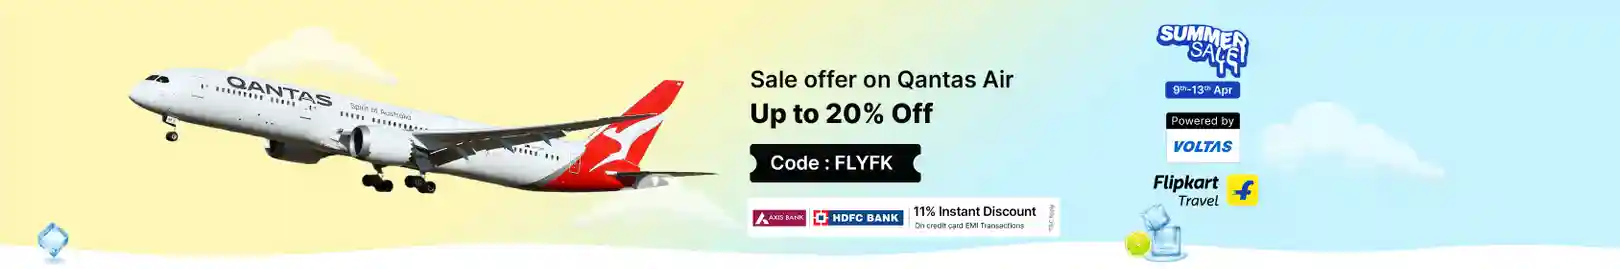 QANTAS
Spirit of Australia
Sale offer on Qantas Air
Up to 20% Off
Code : FLYFK
AXIS BANK
HDFC BANK
11% Instant Discount
On credit card EMI Transactions
SUMMER
SALE
9th-13th Apr
Powered by
VOLTAS
Flipkart
Travel